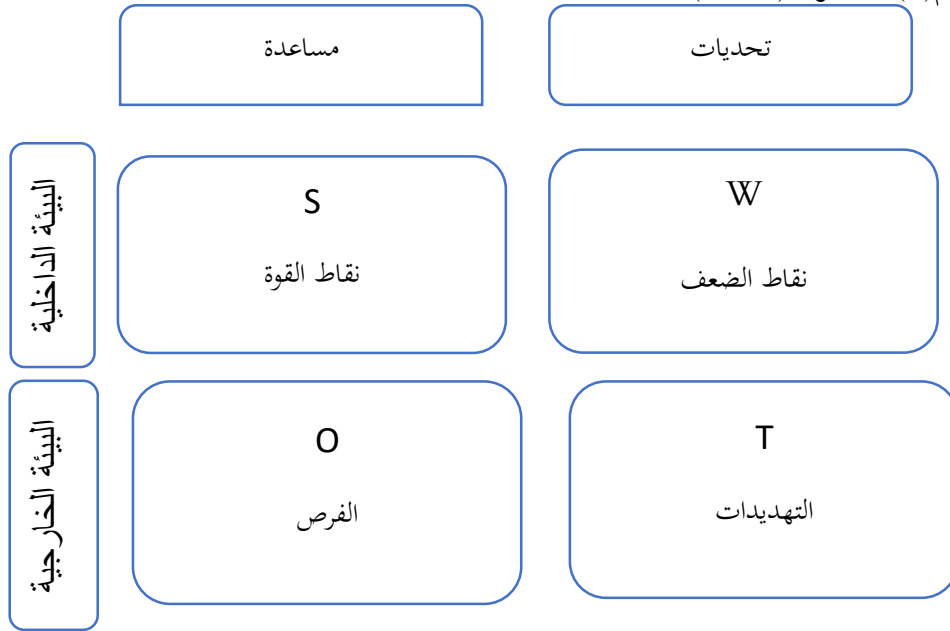 مساعدة
تحديات
البيئة الداخلية
S
نقاط القوة
W
نقاط الضعف
البيئة الخارجية
O
الفرص
T
التهديدات